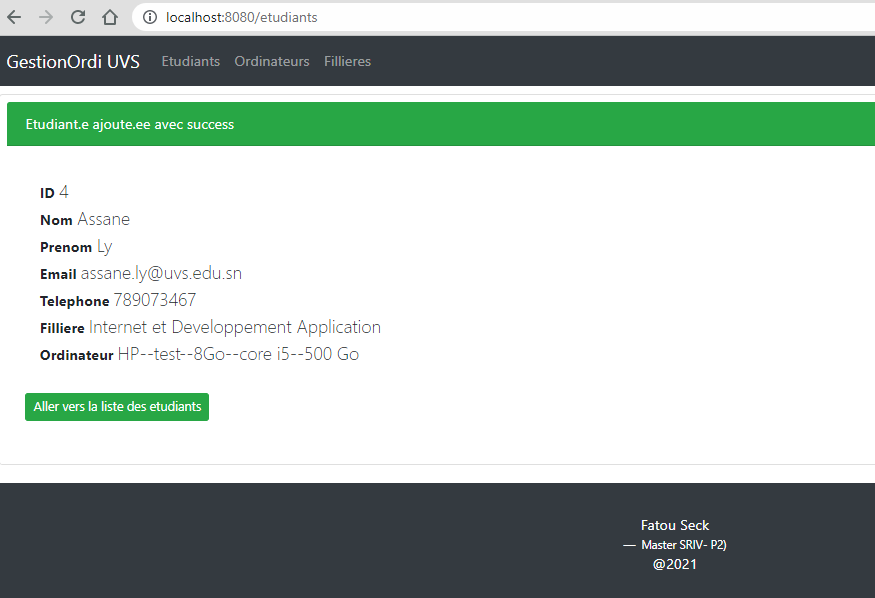 localhost:8080/etudiants
GestionOrdi UVS Etudiants Ordinateurs Fillieres
Etudiant.e ajoute.ee avec success
ID 4
Nom Assane
Prenom Ly
Email assane.ly@uvs.edu.sn
Telephone 789073467
Filliere Internet et Developpement Application
Ordinateur HP--test--8Go--core i5--500 Go
Aller vers la liste des etudiants
Fatou Seck
— Master SRIV- P2)
@2021